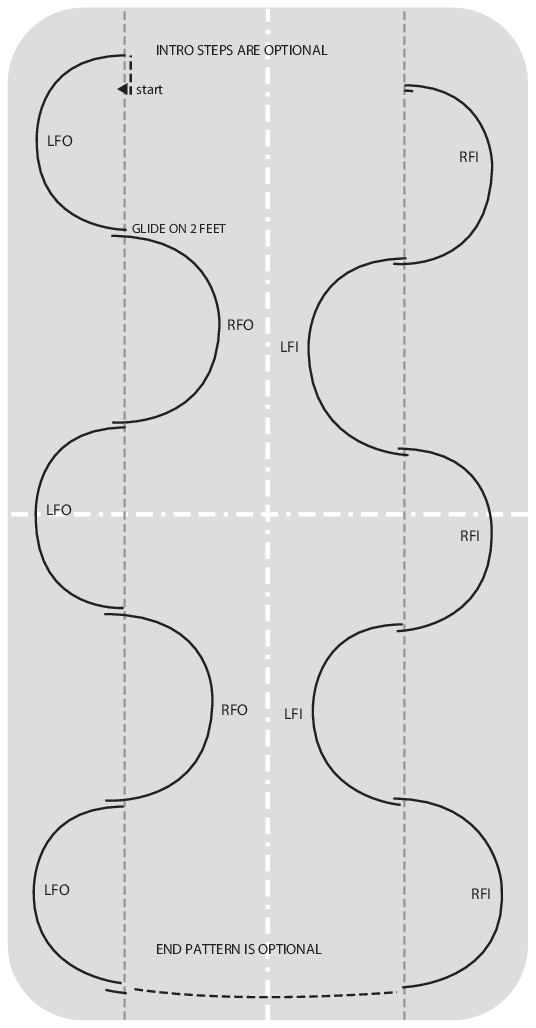 INTRO STEPS ARE OPTIONAL
start
LFO
RFI
GLIDE ON 2 FEET
RFO
LFI
LFO
RFI
RFO
LFI
LFO
RFI
END PATTERN IS OPTIONAL